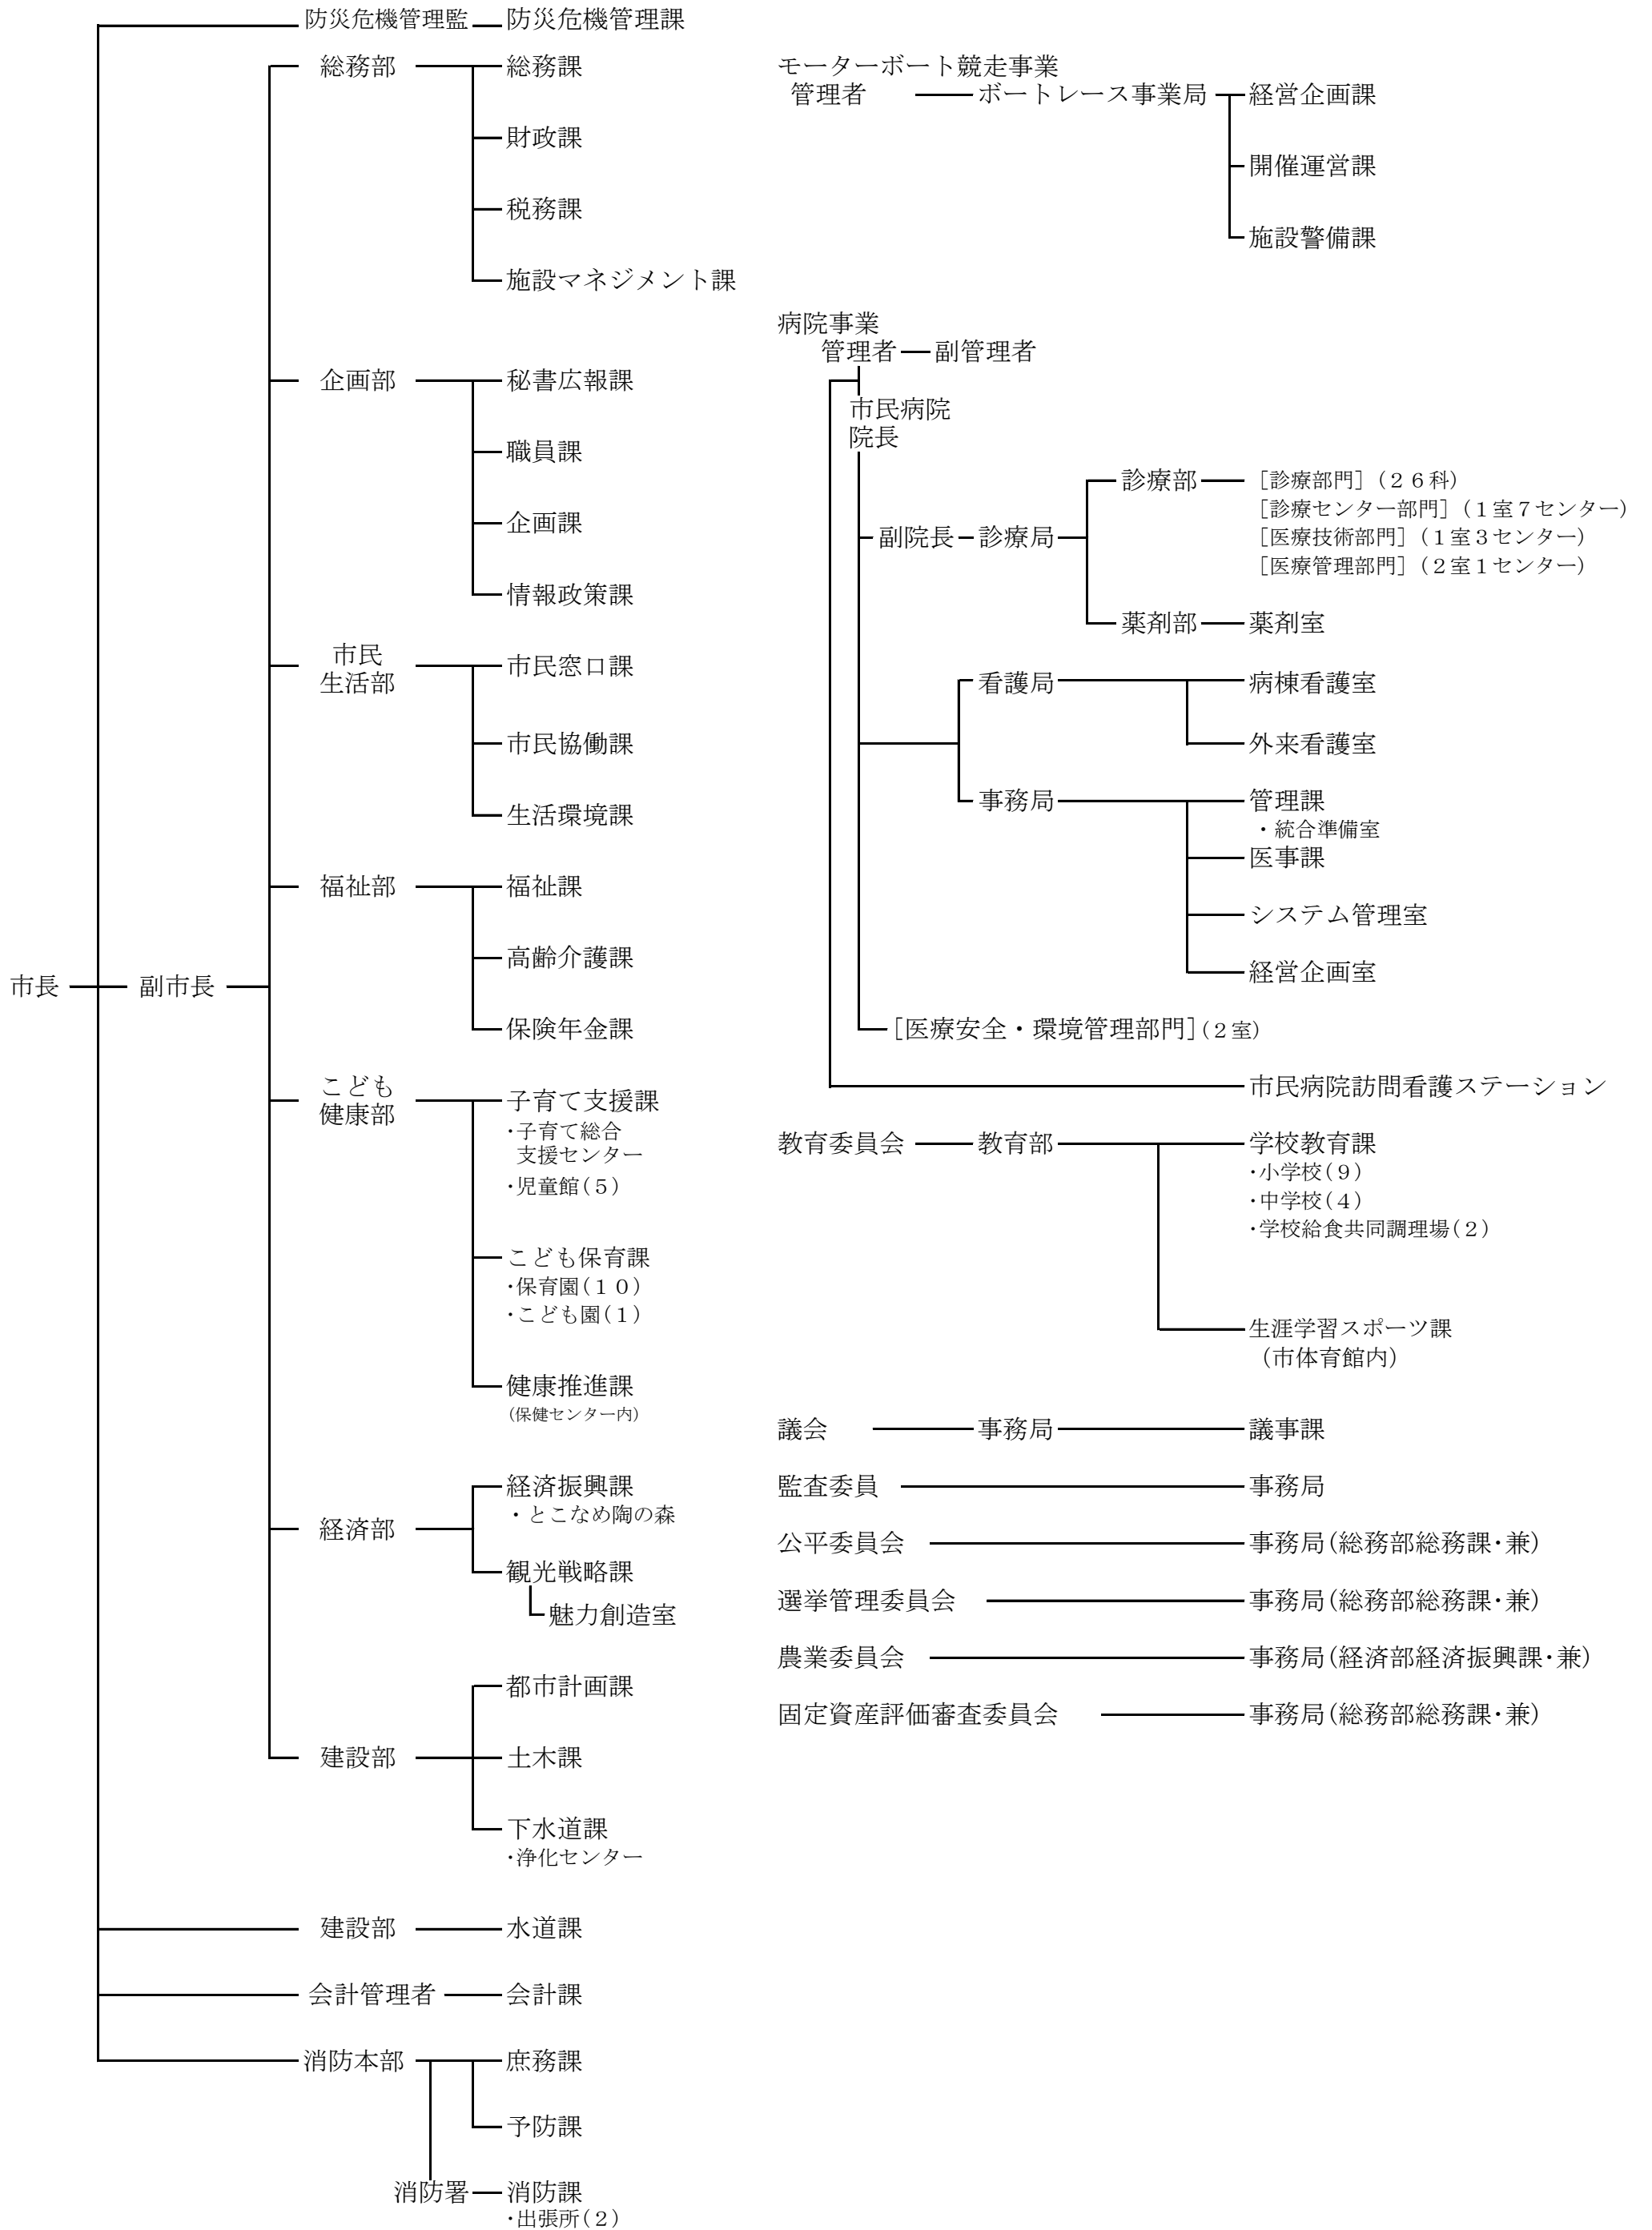 防災危機管理監
防災危機管理課
総務部
総務課
財政課
税務課
施設マネジメント課
企画部
秘書広報課
職員課
企画課
情報政策課
市民
生活部
市民窓口課
市民協働課
生活環境課
福祉部
福祉課
高齢介護課
保険年金課
市長
副市長
こども
健康部
子育て支援課
・子育て総合
支援センター
・児童館(５)
こども保育課
・保育園(１０)
・こども園(１)
健康推進課
(保健センター内)
経済部
経済振興課
・とこなめ陶の森
観光戦略課
魅力創造室
建設部
都市計画課
土木課
下水道課
・浄化センター
建設部
水道課
会計管理者
会計課
消防本部
庶務課
予防課
消防署
消防課
・出張所(２)
モーターボート競走事業
管理者
ボートレース事業局
経営企画課
開催運営課
施設警備課
病院事業
管理者
副管理者
市民病院
院長
副院長
診療局
診療部
［診療部門］(２６科)
［診療センター部門］(１室７センター)
［医療技術部門］(１室３センター)
［医療管理部門］(２室１センター)
薬剤部
薬剤室
看護局
病棟看護室
外来看護室
事務局
管理課
・統合準備室
医事課
システム管理室
経営企画室
［医療安全・環境管理部門］(２室)
市民病院訪問看護ステーション
教育委員会
教育部
学校教育課
・小学校(９)
・中学校(４)
・学校給食共同調理場(２)
生涯学習スポーツ課
(市体育館内)
議会
事務局
議事課
監査委員
事務局
公平委員会
事務局(総務部総務課・兼)
選挙管理委員会
事務局(総務部総務課・兼)
農業委員会
事務局(経済部経済振興課・兼)
固定資産評価審査委員会
事務局(総務部総務課・兼)